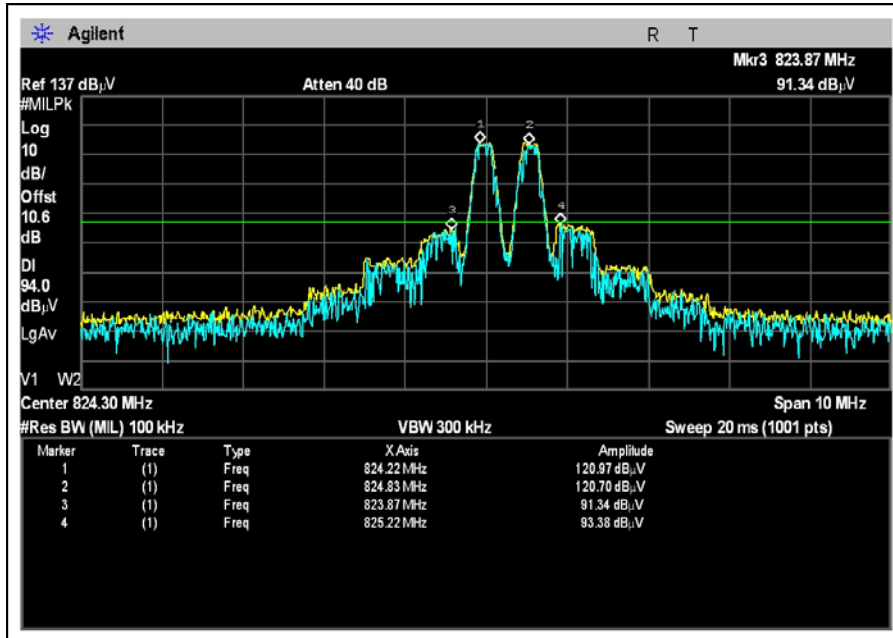 Agilent R T
Mkr3 823.87 MHz
Ref 137 dBµV Atten 40 dB 91.34 dBµV
#MILPk
Log
10
dB/
Offst
10.6
dB
DI
94.0
dBµV
LgAv
V1 W2
1
2
3
4
Center 824.30 MHz Span 10 MHz
#Res BW (MIL) 100 kHz VBW 300 kHz Sweep 20 ms (1001 pts)
Marker Trace Type X Axis Amplitude
1 (1) Freq 824.22 MHz 120.97 dBµV
2 (1) Freq 824.83 MHz 120.70 dBµV
3 (1) Freq 823.87 MHz 91.34 dBµV
4 (1) Freq 825.22 MHz 93.38 dBµV